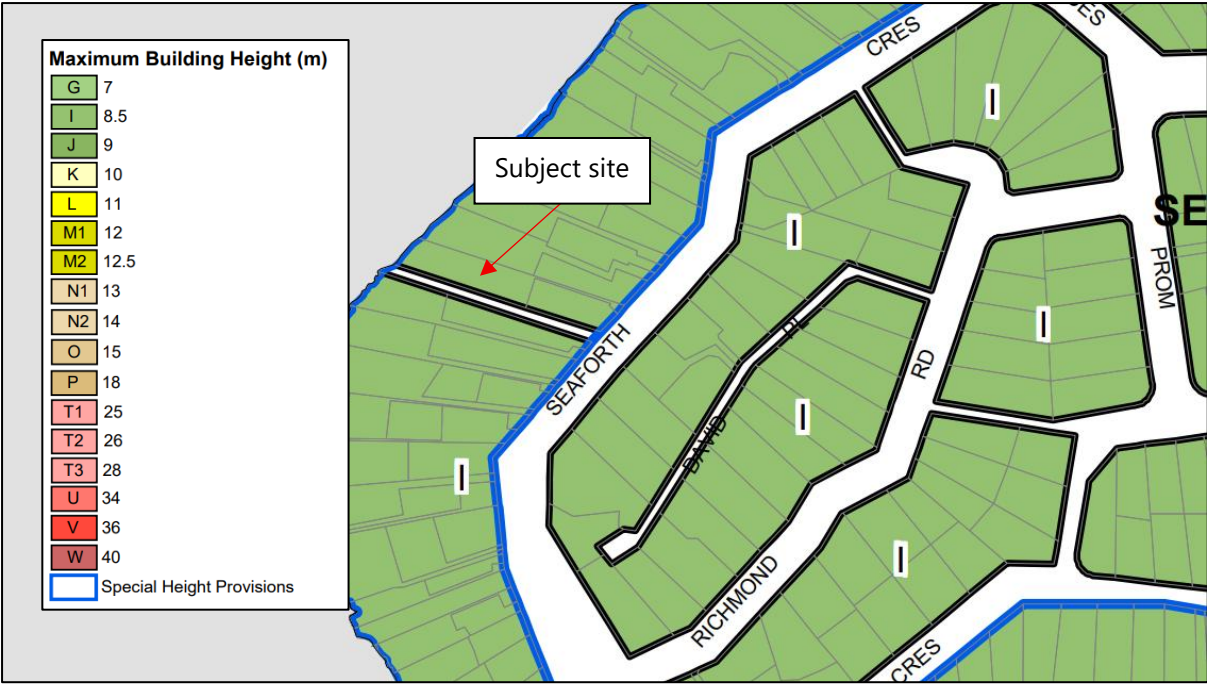 Maximum Building Height (m)
G 7
I 8.5
J 9
K 10
L 11
M1 12
M2 12.5
N1 13
N2 14
O 15
P 18
T1 25
T2 26
T3 28
U 34
V 36
W 40
Special Height Provisions
Subject site
CRES
I
SE
I
PROM
PL
I
SEAFORTH
RD
I
DAVID
I
I
RICHMOND
CRES